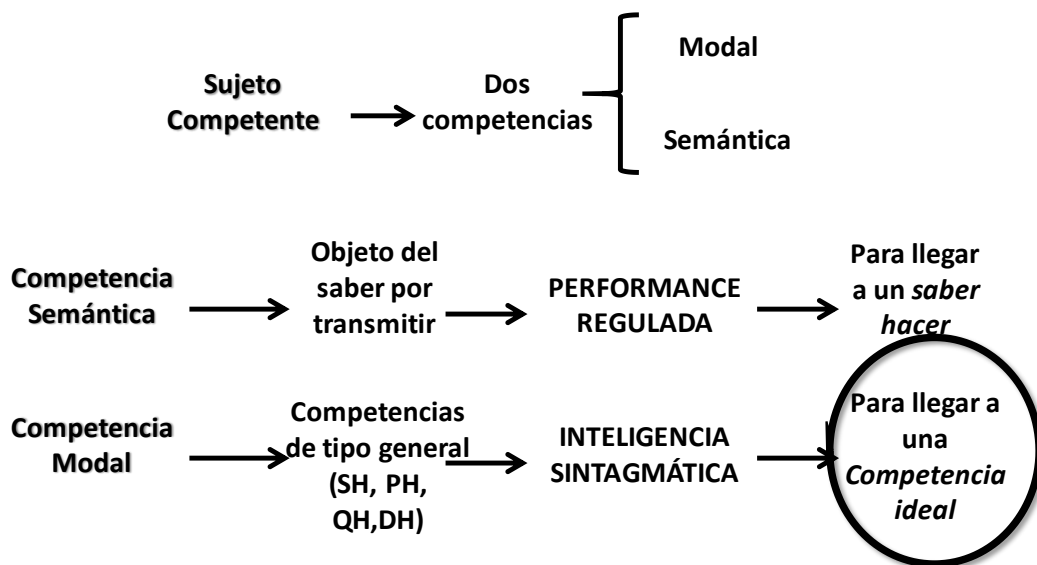 Sujeto
Competente
Dos
competencias
Modal
Semántica
Competencia
Semántica
Objeto del
saber por
transmitir
PERFORMANCE
REGULADA
Para llegar
a un saber
hacer
Competencia
Modal
Competencias
de tipo general
(SH, PH,
QH,DH)
INTELIGENCIA
SINTAGMÁTICA
Para llegar a
una
Competencia
ideal